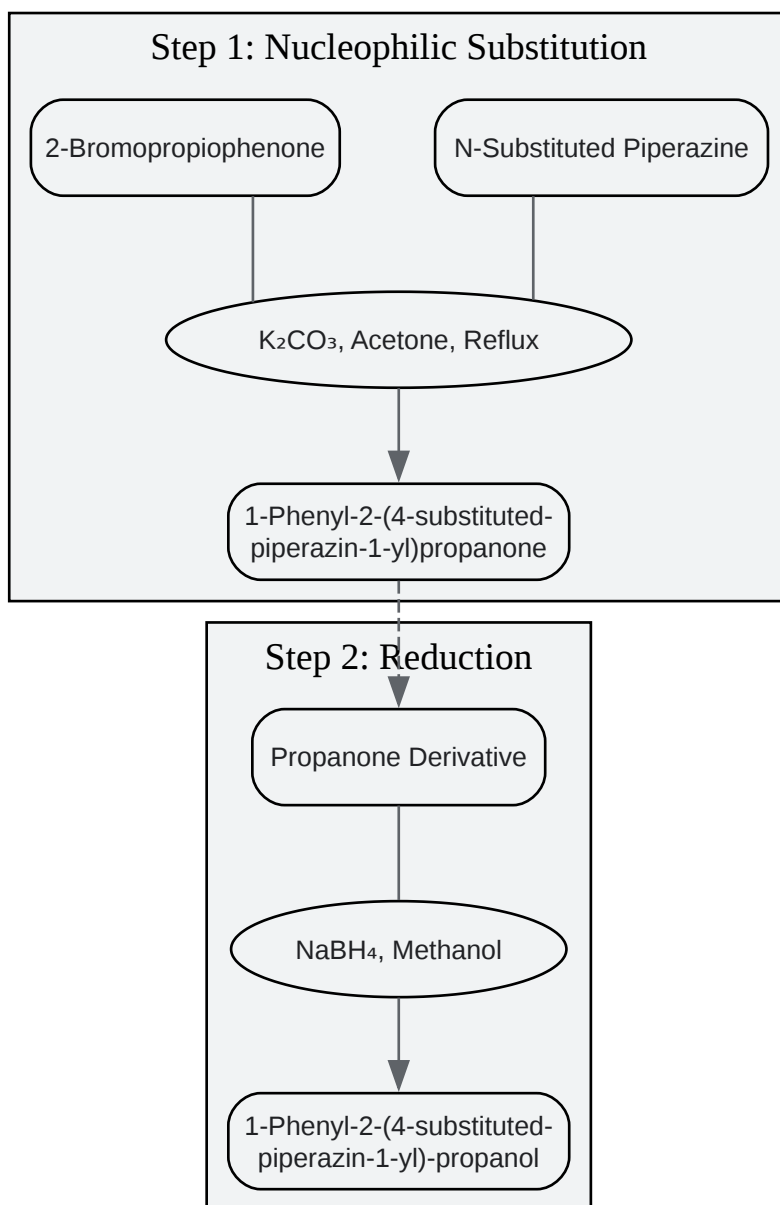 Step 1: Nucleophilic Substitution
2-Bromopropiophenone
N-Substituted Piperazine
K₂CO₃, Acetone, Reflux
1-Phenyl-2-(4-substituted-
piperazin-1-yl)propanone
Step 2: Reduction
Propanone Derivative
NaBH₄, Methanol
1-Phenyl-2-(4-substituted-
piperazin-1-yl)-propanol